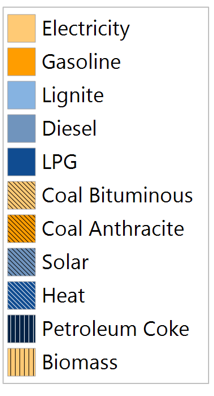 Electricity
Gasoline
Lignite
Diesel
LPG
Coal Bituminous
Coal Anthracite
Solar
Heat
Petroleum Coke
Biomass